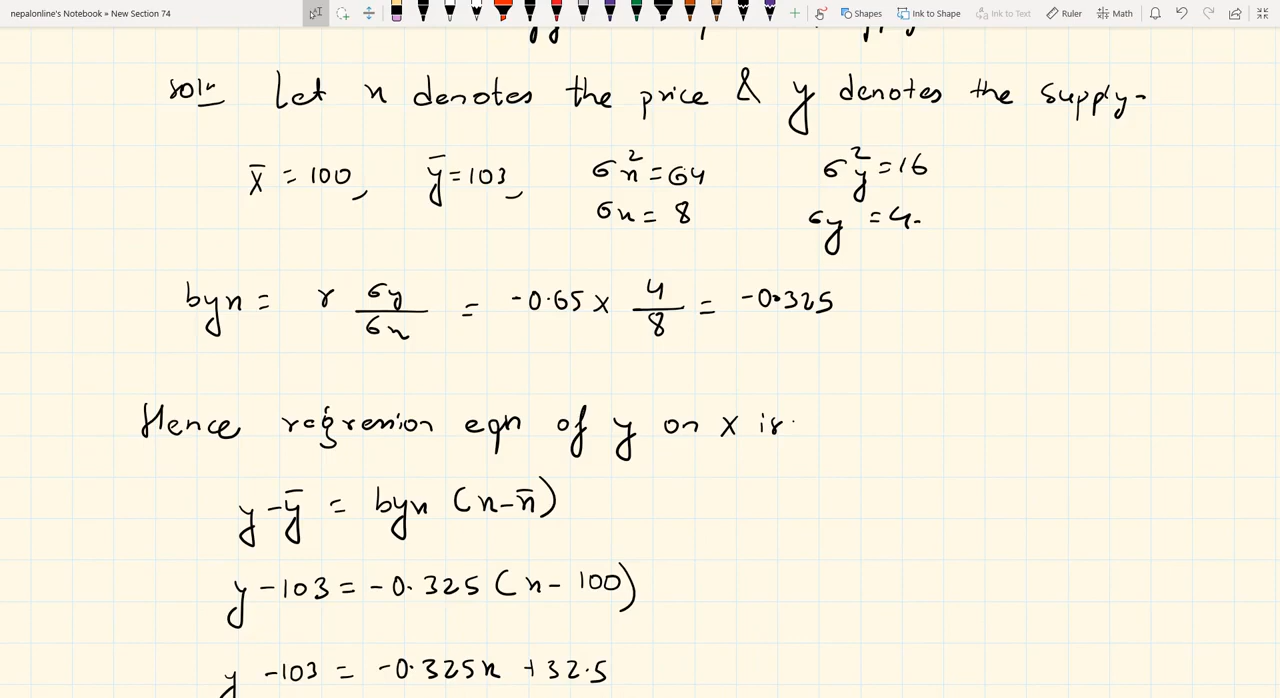 nepalonline's Notebook » New Section 74
Shapes Ink to Shape Ink to Text Ruler Math
soln Let x denotes the price & y denotes the supply-
x̄ = 100, ȳ = 103, σ²x = 64 σ²y = 16
σx = 8 σy = 4.
byx = r σy/σx = -0.65 × 4/8 = -0.325
Hence regression eqn of y on x is.
y - ȳ = byx (x - x̄)
y - 103 = -0.325 (x - 100)
y - 103 = -0.325x + 32.5